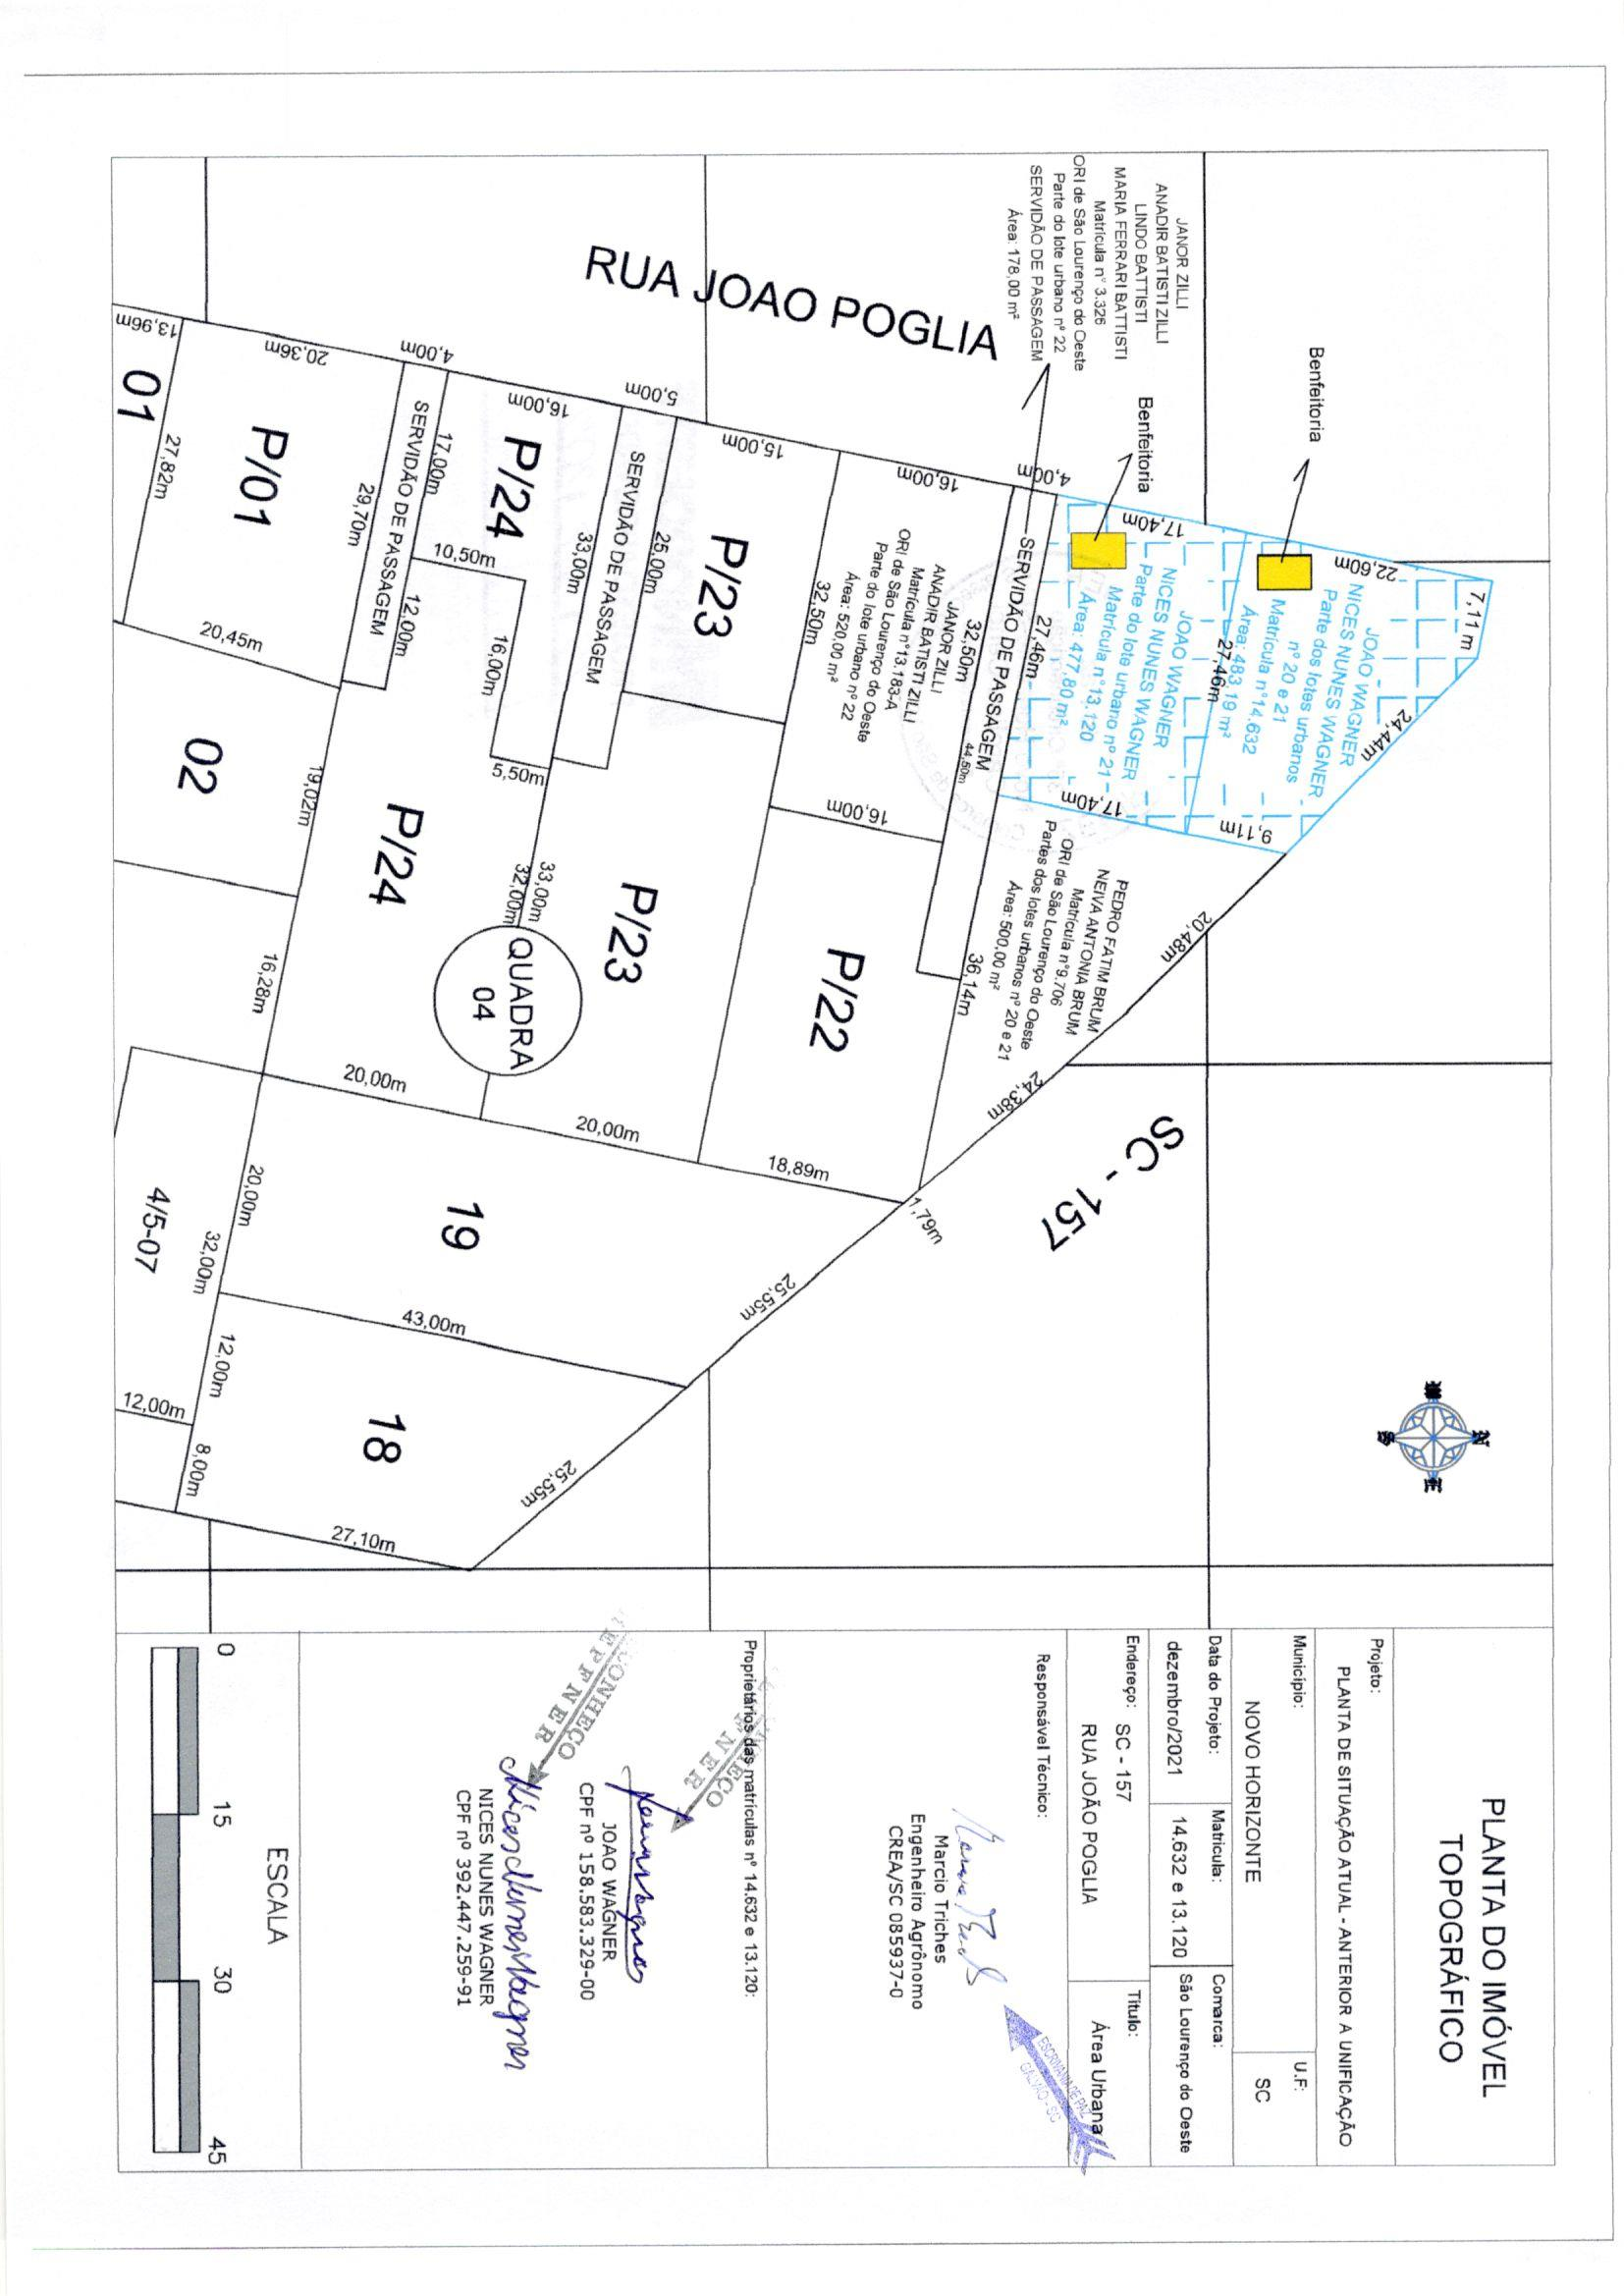 PLANTA DO IMÓVEL
TOPOGRÁFICO
Projeto:
PLANTA DE SITUAÇÃO ATUAL - ANTERIOR A UNIFICAÇÃO
Município:
NOVO HORIZONTE
U.F:
SC
Data do Projeto:
dezembro/2021
Matrícula:
14.632 e 13.120
Comarca:
São Lourenço do Oeste
Endereço:
SC - 157
RUA JOÃO POGLIA
Título:
Área Urbana
Responsável Técnico:
Marcio Triches
Engenheiro Agrônomo
CREA/SC 085937-0
ESCRIVANIA DE PAZ
GALVÃO - SC
Proprietários das matrículas nº 14.632 e 13.120:
JOAO WAGNER
CPF nº 158.583.329-00
Nices Nunes Wagner
NICES NUNES WAGNER
CPF nº 392.447.259-91
ESCALA
0
15
30
45
N
E
Benfeitoria
Benfeitoria
JANOR ZILLI
ANADIR BATISTI ZILLI
LINDO BATTISTI
MARIA FERRARI BATTISTI
Matrícula nº 3.326
ORI de São Lourenço do Oeste
Parte do lote urbano nº 22
SERVIDÃO DE PASSAGEM
Área: 178,00 m²
RUA JOAO POGLIA
7,11 m
22,60m
24,44m
JOAO WAGNER
NICES NUNES WAGNER
Parte dos lotes urbanos
nº 20 e 21
Matrícula nº14.632
Área: 483,19 m²
27,46m
9,11m
17,40m
JOAO WAGNER
NICES NUNES WAGNER
Parte do lote urbano nº 21
Matrícula nº13.120
Área: 477,80 m²
17,40m
27,46m
4,00m
SERVIDÃO DE PASSAGEM
44,50m
32,50m
36,14m
PEDRO FATIM BRUM
NEIVA ANTONIA BRUM
Matrícula nº9.706
ORI de São Lourenço do Oeste
Partes dos lotes urbanos nº 20 e 21
Área: 500,00 m²
20,48m
24,38m
SC - 157
1,79m
16,00m
JANOR ZILLI
ANADIR BATISTI ZILLI
Matrícula nº13.183-A
ORI de São Lourenço do Oeste
Parte do lote urbano nº 22
Área: 520,00 m²
16,00m
32,50m
P/22
18,89m
15,00m
P/23
25,00m
5,00m
SERVIDÃO DE PASSAGEM
33,00m
P/23
33,00m
32,00m
QUADRA
04
20,00m
16,00m
P/24
17,00m
10,50m
16,00m
5,50m
P/24
20,00m
4,00m
SERVIDÃO DE PASSAGEM
12,00m
29,70m
20,36m
P/01
27,82m
20,45m
13,96m
01
02
19,02m
16,28m
19
25,55m
43,00m
20,00m
32,00m
4/5-07
12,00m
12,00m
8,00m
18
25,55m
27,10m